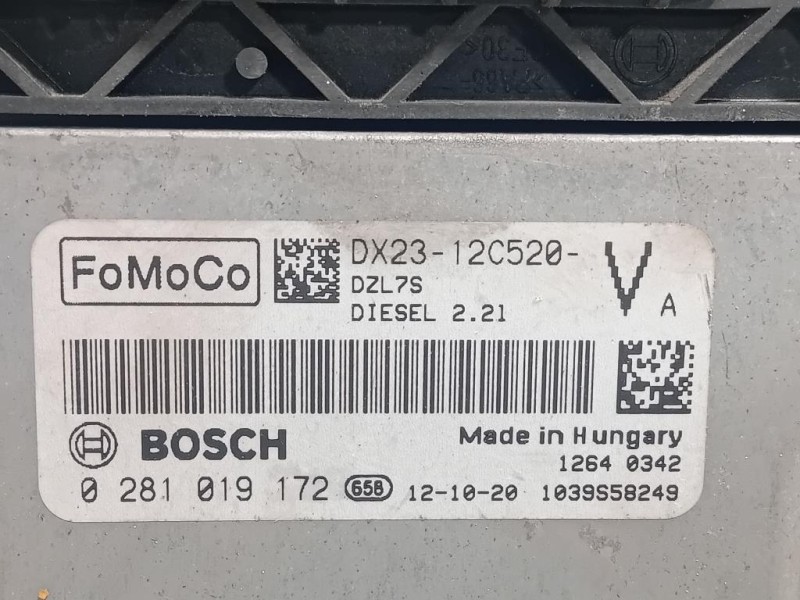 FoMoCo
DX23-12C520-
V A
DZL7S
DIESEL 2.2l
BOSCH
Made in Hungary
1264 0342
0 281 019 172 658 12-10-20 1039S58249